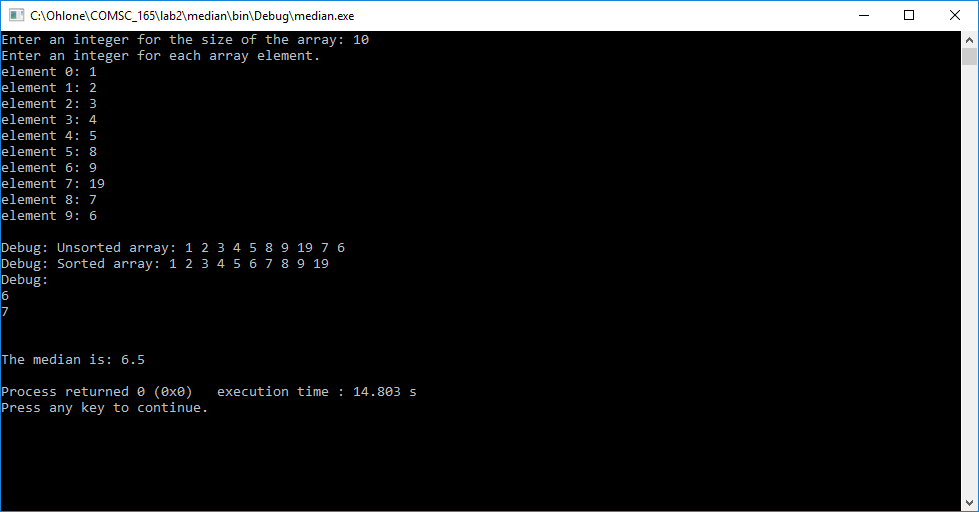 C:\Ohlone\COMSC_165\lab2\median\bin\Debug\median.exe
Enter an integer for the size of the array: 10
Enter an integer for each array element.
element 0: 1
element 1: 2
element 2: 3
element 3: 4
element 4: 5
element 5: 8
element 6: 9
element 7: 19
element 8: 7
element 9: 6
Debug: Unsorted array: 1 2 3 4 5 8 9 19 7 6
Debug: Sorted array: 1 2 3 4 5 6 7 8 9 19
Debug:
6
7
The median is: 6.5
Process returned 0 (0x0)   execution time : 14.803 s
Press any key to continue.